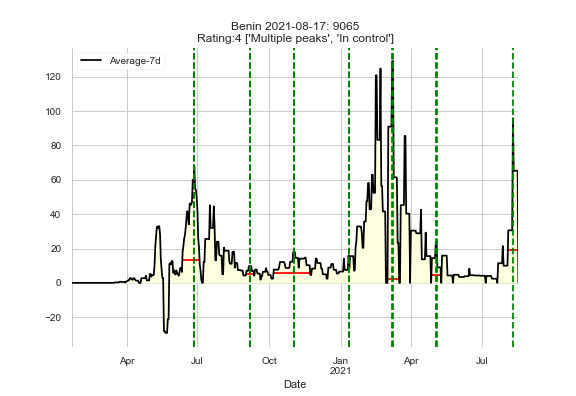 Benin 2021-08-17: 9065
Rating:4 ['Multiple peaks', 'In control']
Average-7d
120
100
80
60
40
20
0
−20
Apr Jul Oct Jan Apr Jul
2021
Date